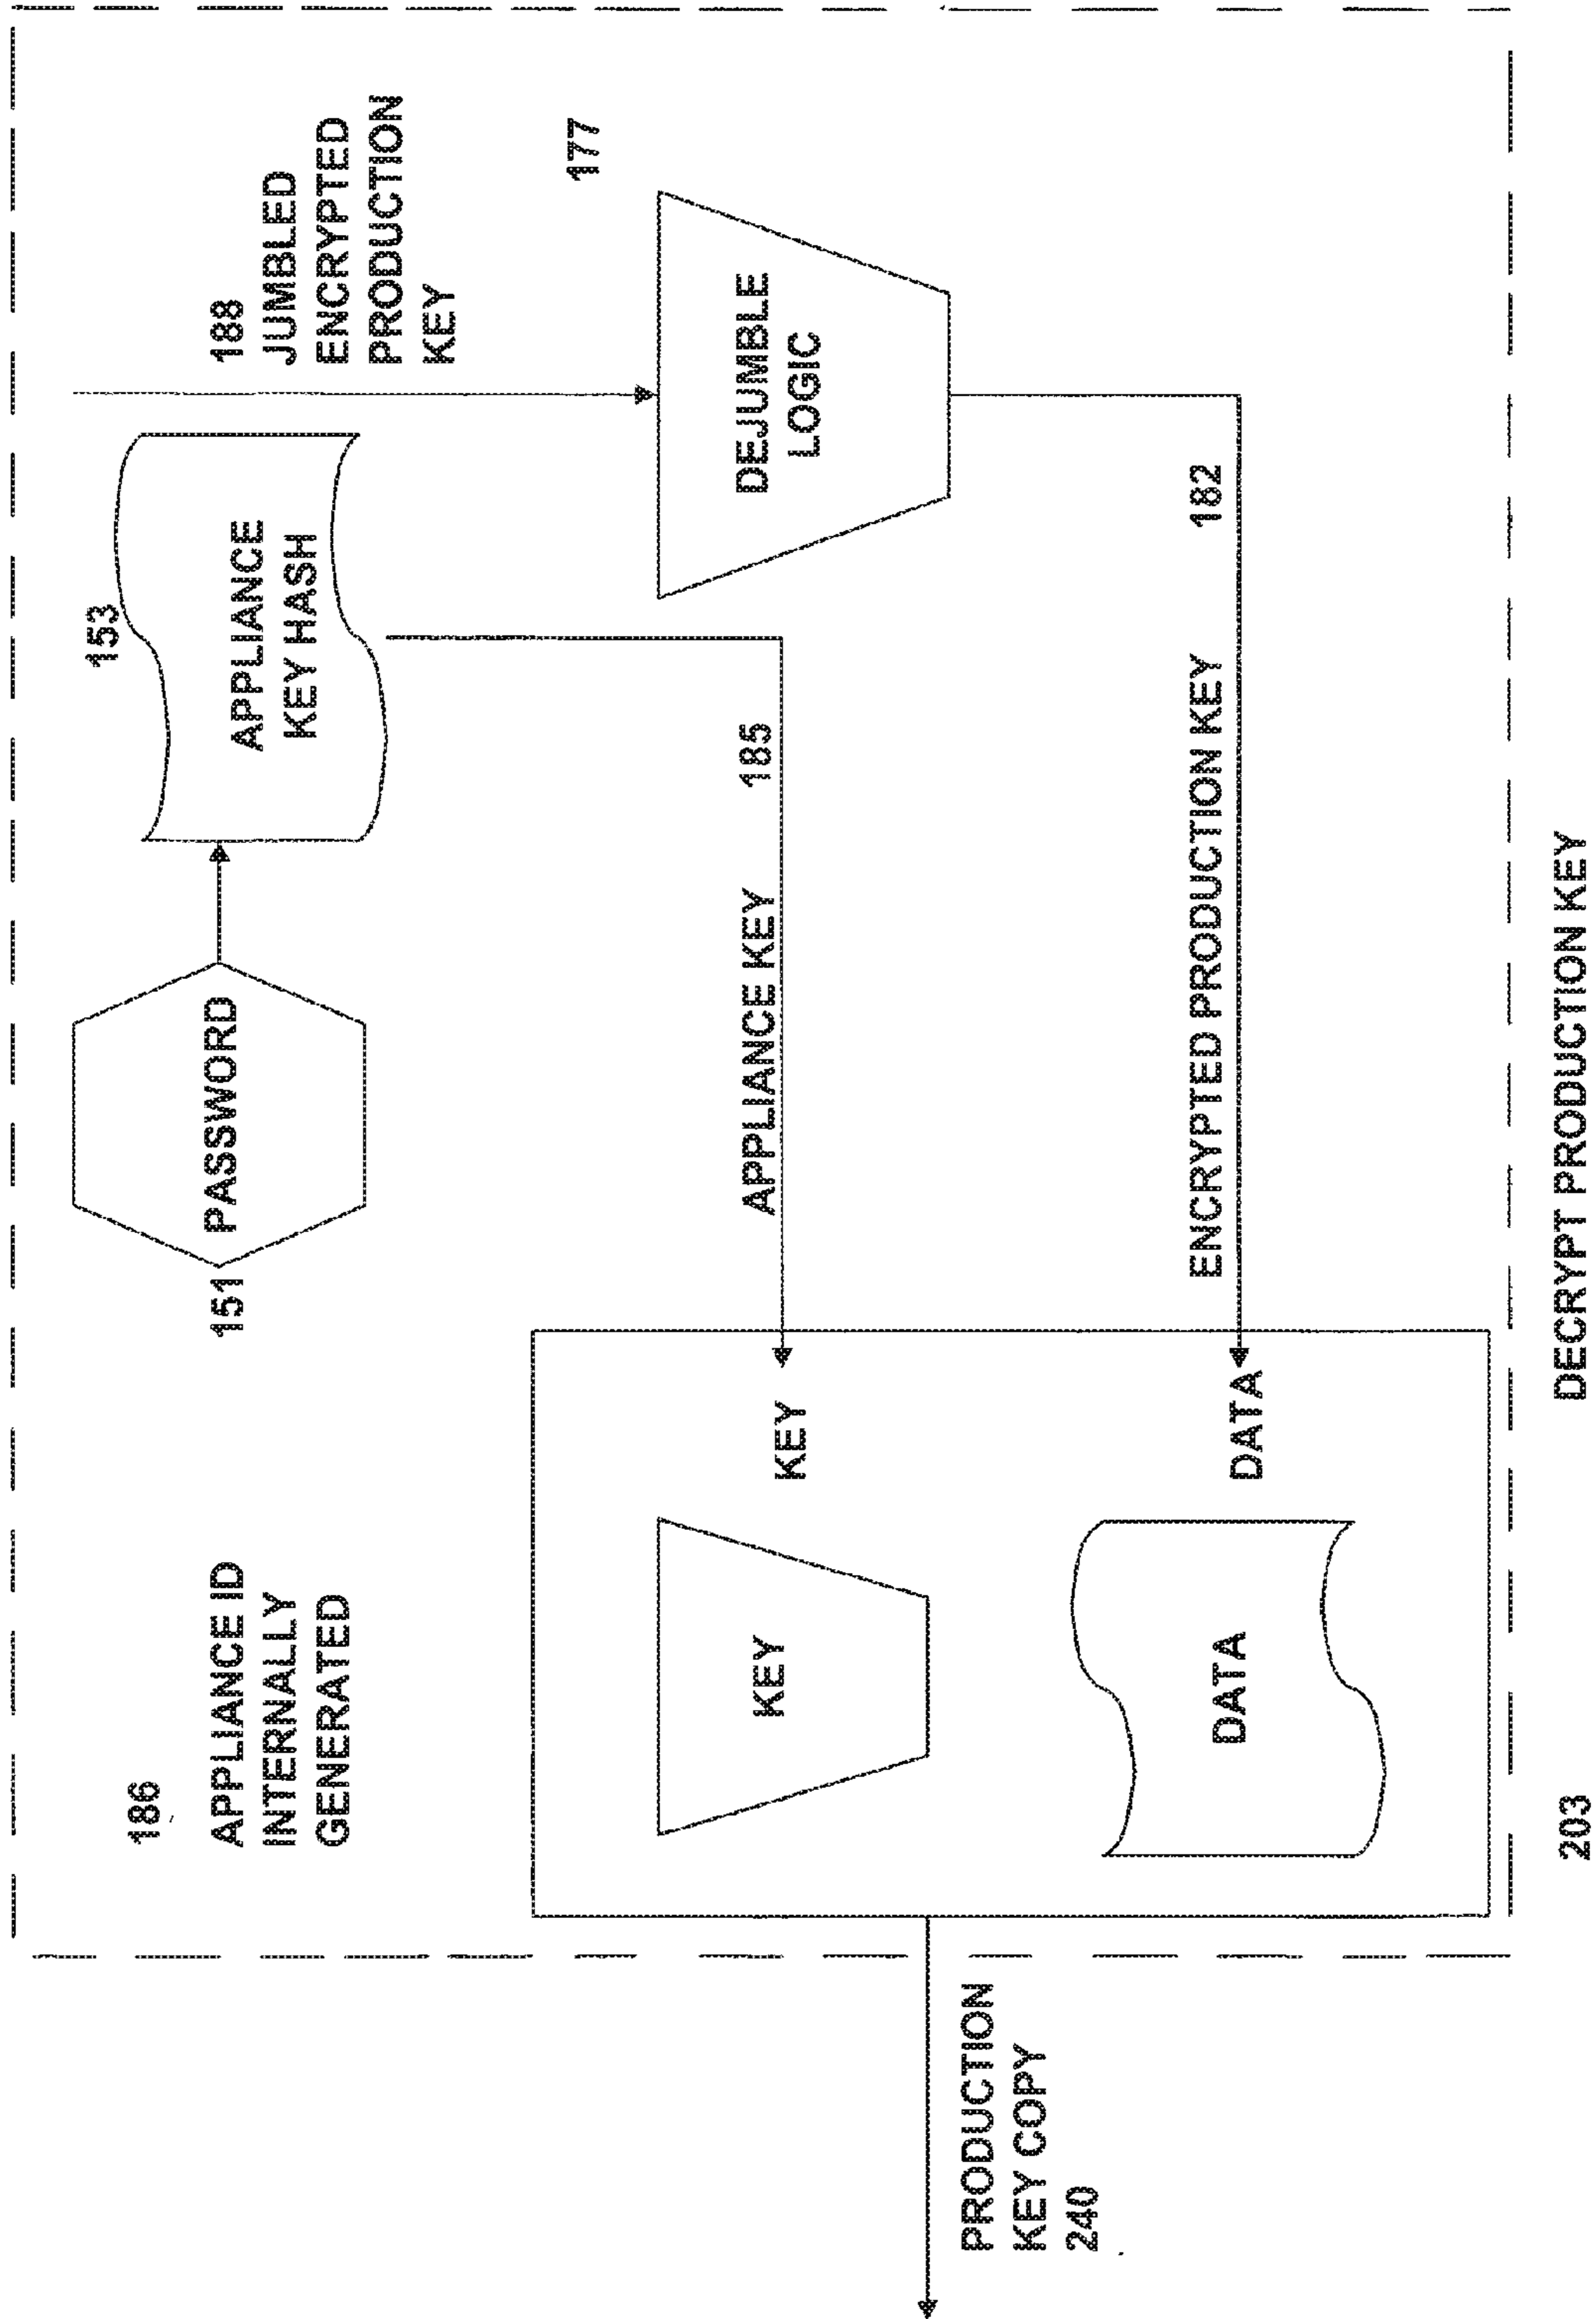 186
APPLIANCE ID
INTERNALLY
GENERATED
151 PASSWORD
153
APPLIANCE
KEY HASH
188
JUMBLED
ENCRYPTED
PRODUCTION
KEY
177
DEJUMBLE
LOGIC
KEY
KEY
APPLIANCE KEY 185
PRODUCTION
KEY COPY
240
DATA
DATA
ENCRYPTED PRODUCTION KEY 182
203
DECRYPT PRODUCTION KEY